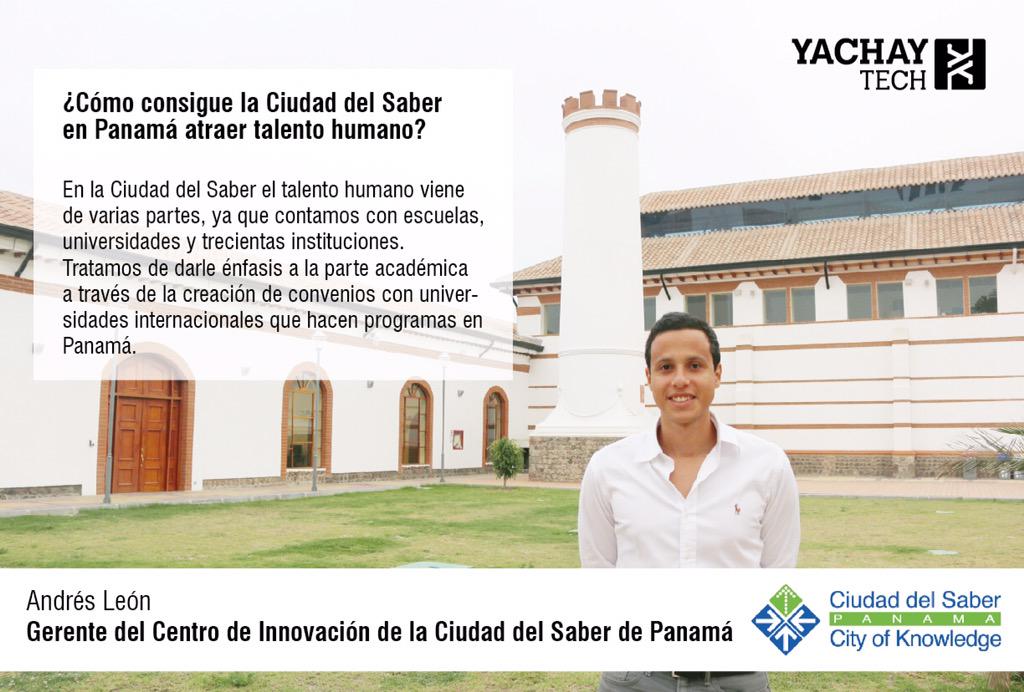 YACHAY
TECH
¿Cómo consigue la Ciudad del Saber
en Panamá atraer talento humano?
En la Ciudad del Saber el talento humano viene
de varias partes, ya que contamos con escuelas,
universidades y trecientas instituciones.
Tratamos de darle énfasis a la parte académica
a través de la creación de convenios con univer-
sidades internacionales que hacen programas en
Panamá.
Andrés León
Gerente del Centro de Innovación de la Ciudad del Saber de Panamá
Ciudad del Saber
PANAMA
City of Knowledge